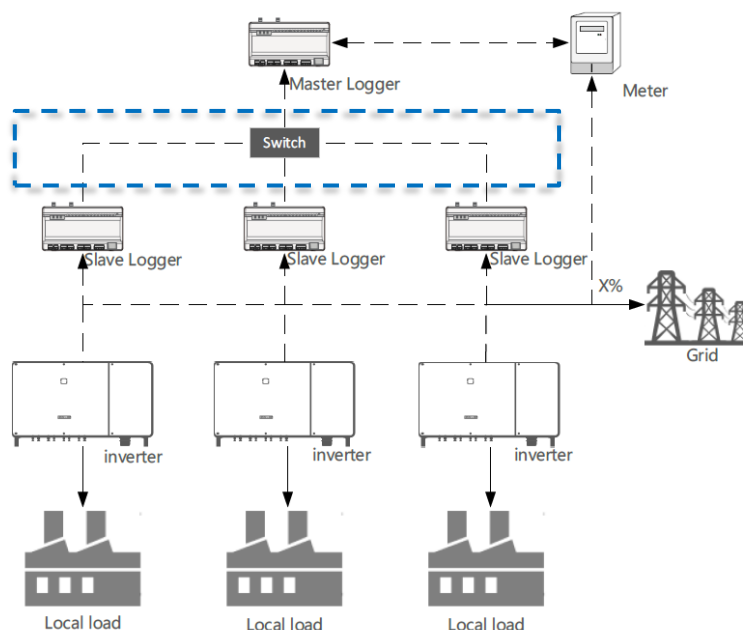 Master Logger
Meter
Switch
Slave Logger
Slave Logger
Slave Logger
X%
Grid
inverter
inverter
inverter
Local load
Local load
Local load